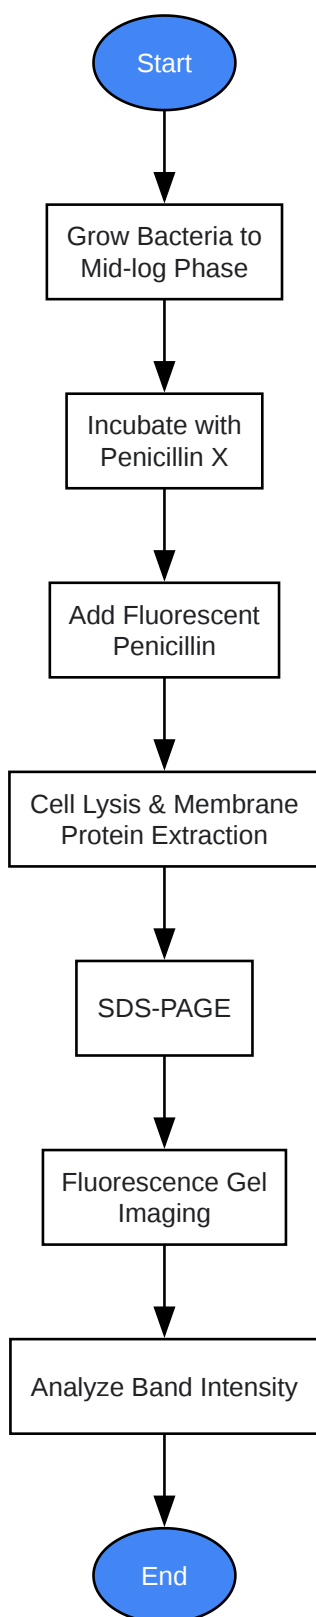 Start
Grow Bacteria to
Mid-log Phase
Incubate with
Penicillin X
Add Fluorescent
Penicillin
Cell Lysis & Membrane
Protein Extraction
SDS-PAGE
Fluorescence Gel
Imaging
Analyze Band Intensity
End